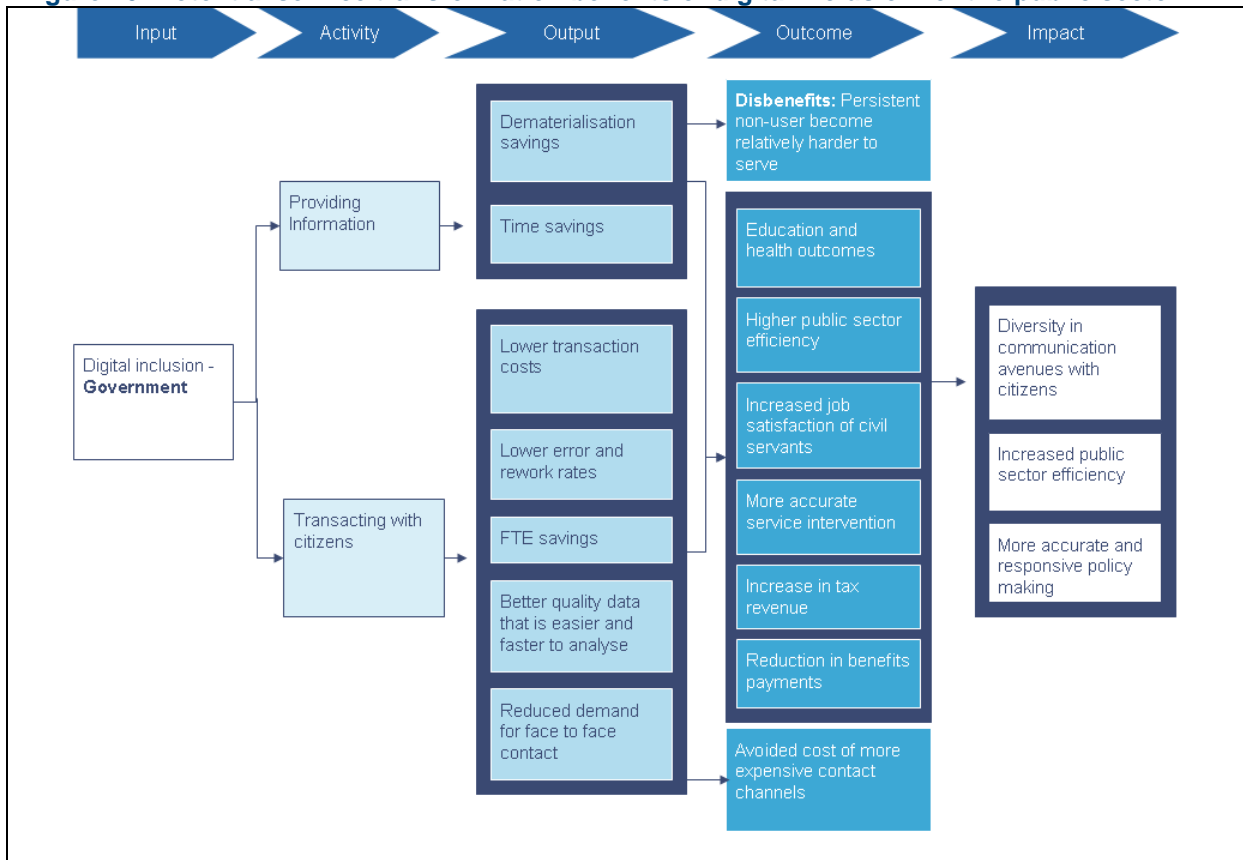 Input
Activity
Output
Outcome
Impact
Digital inclusion -
Government
Providing
Information
Transacting with
citizens
Dematerialisation
savings
Time savings
Lower transaction
costs
Lower error and
rework rates
FTE savings
Better quality data
that is easier and
faster to analyse
Reduced demand
for face to face
contact
Disbenefits: Persistent
non-user become
relatively harder to
serve
Education and
health outcomes
Higher public sector
efficiency
Increased job
satisfaction of civil
servants
More accurate
service intervention
Increase in tax
revenue
Reduction in benefits
payments
Avoided cost of more
expensive contact
channels
Diversity in
communication
avenues with
citizens
Increased public
sector efficiency
More accurate and
responsive policy
making